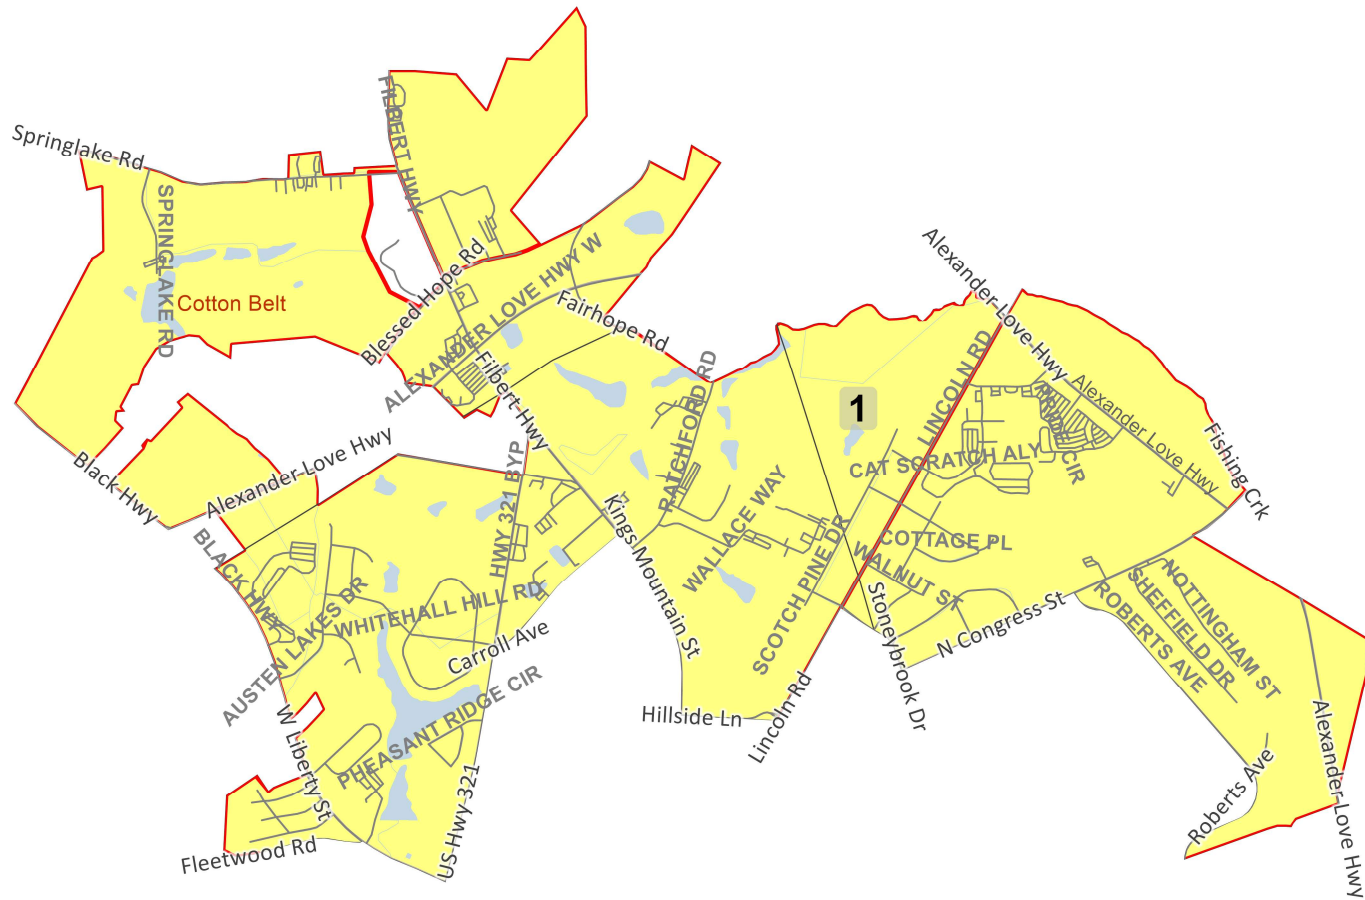 FILBERT HWY
Springlake Rd
SPRINGLAKE RD
Cotton Belt
Blessed Hope Rd
ALEXANDER LOVE HWY W
Fairhope Rd
Alexander Love Hwy
LINCOLN RD
Filbert Hwy
RATCHFORD RD
1
PRIDE CIR
Alexander Love Hwy
Fishing Crk
Black Hwy
Alexander Love Hwy
HWY 321 BYP
CAT SCRATCH ALY
Kings Mountain St
WALLACE WAY
COTTAGE PL
WALNUT ST
BLACK HWY
AUSTEN LAKES DR
WHITEHALL HILL RD
Carroll Ave
SCOTCH PINE DR
Stoneybrook Dr
N Congress St
NOTTINGHAM ST
SHEFFIELD DR
ROBERTS AVE
PHEASANT RIDGE CIR
W Liberty St
Hillside Ln
Lincoln Rd
Alexander Love Hwy
Roberts Ave
US Hwy 321
Fleetwood Rd